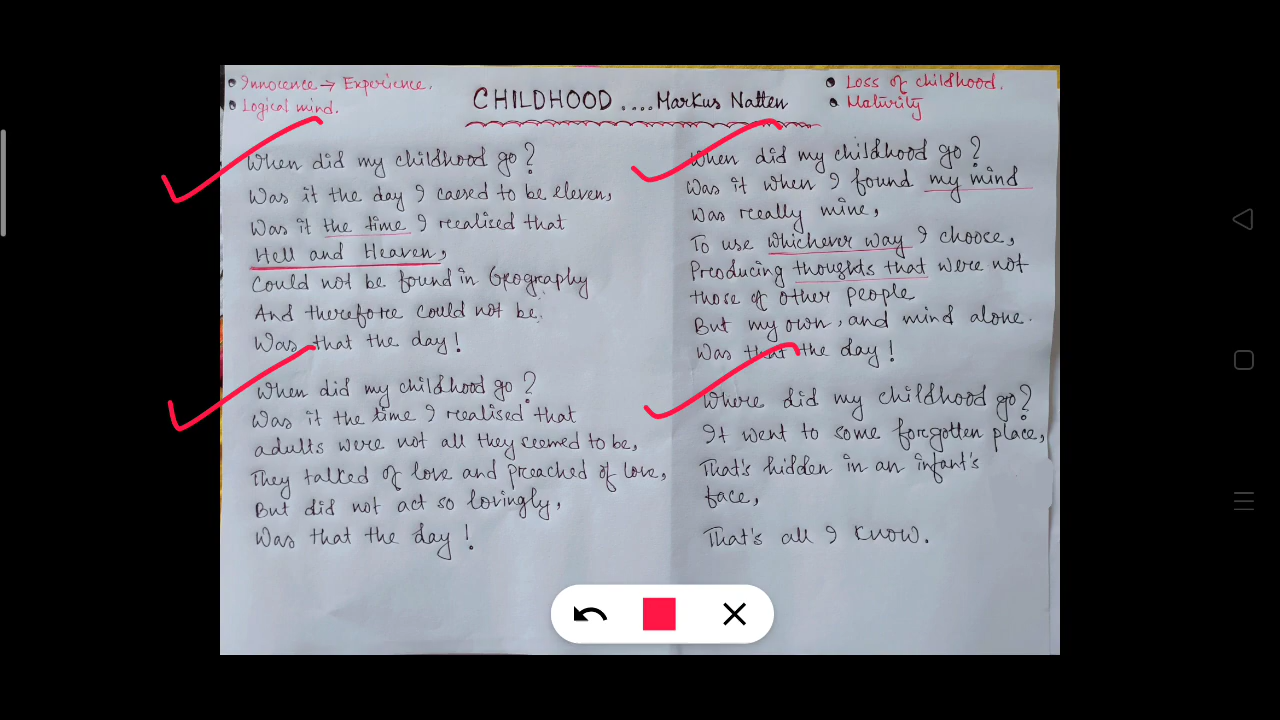 • Innocence → Experience.
• Logical mind.
CHILDHOOD .... Markus Natten
• Loss of childhood.
• Maturity
When did my childhood go?
Was it the day I ceased to be eleven,
Was it the time I realised that
Hell and Heaven,
Could not be found in Geography
And therefore could not be.
Was that the day!
When did my childhood go?
Was it the time I realised that
adults were not all they seemed to be,
They talked of love and preached of love,
But did not act so lovingly,
Was that the day!
When did my childhood go?
Was it when I found my mind
was really mine,
To use whichever way I choose,
Producing thoughts that were not
those of other people
But my own, and mind alone.
Was that the day!
Where did my childhood go?
It went to some forgotten place,
That's hidden in an infant's
face,
That's all I know.